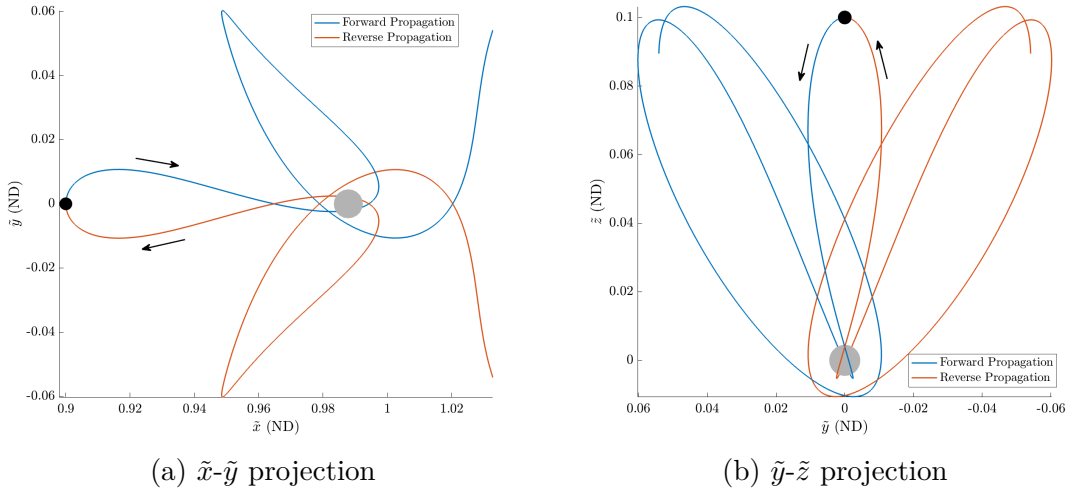 0.06
0.04
0.02
0
-0.02
-0.04
-0.06
ỹ (ND)
0.9
0.92
0.94
0.96
0.98
1
1.02
x̃ (ND)
Forward Propagation
Reverse Propagation
(a) x̃-ỹ projection
0.1
0.08
0.06
0.04
0.02
0
z̃ (ND)
0.06
0.04
0.02
0
-0.02
-0.04
-0.06
ỹ (ND)
Forward Propagation
Reverse Propagation
(b) ỹ-z̃ projection